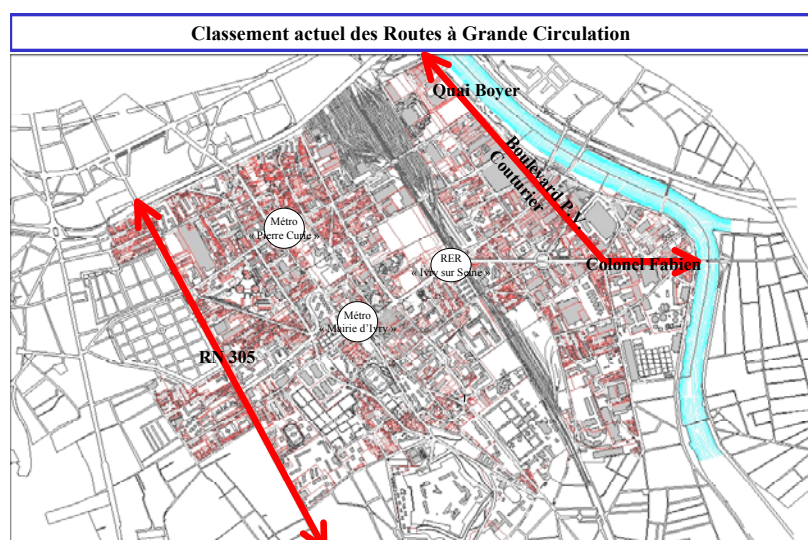 Classement actuel des Routes à Grande Circulation
Quai Boyer
Boulevard P.V.
Couturier
Métro
« Pierre Curie »
RER
« Ivry sur Seine »
Colonel Fabien
Métro
« Mairie d'Ivry »
RN 305